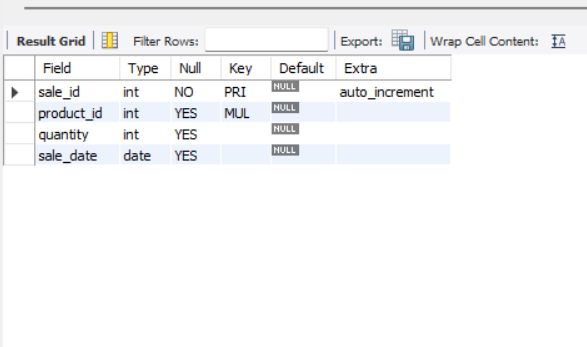 Result Grid Filter Rows: Export: Wrap Cell Content:
Field Type Null Key Default Extra
sale_id int NO PRI NULL auto_increment
product_id int YES MUL NULL
quantity int YES NULL
sale_date date YES NULL